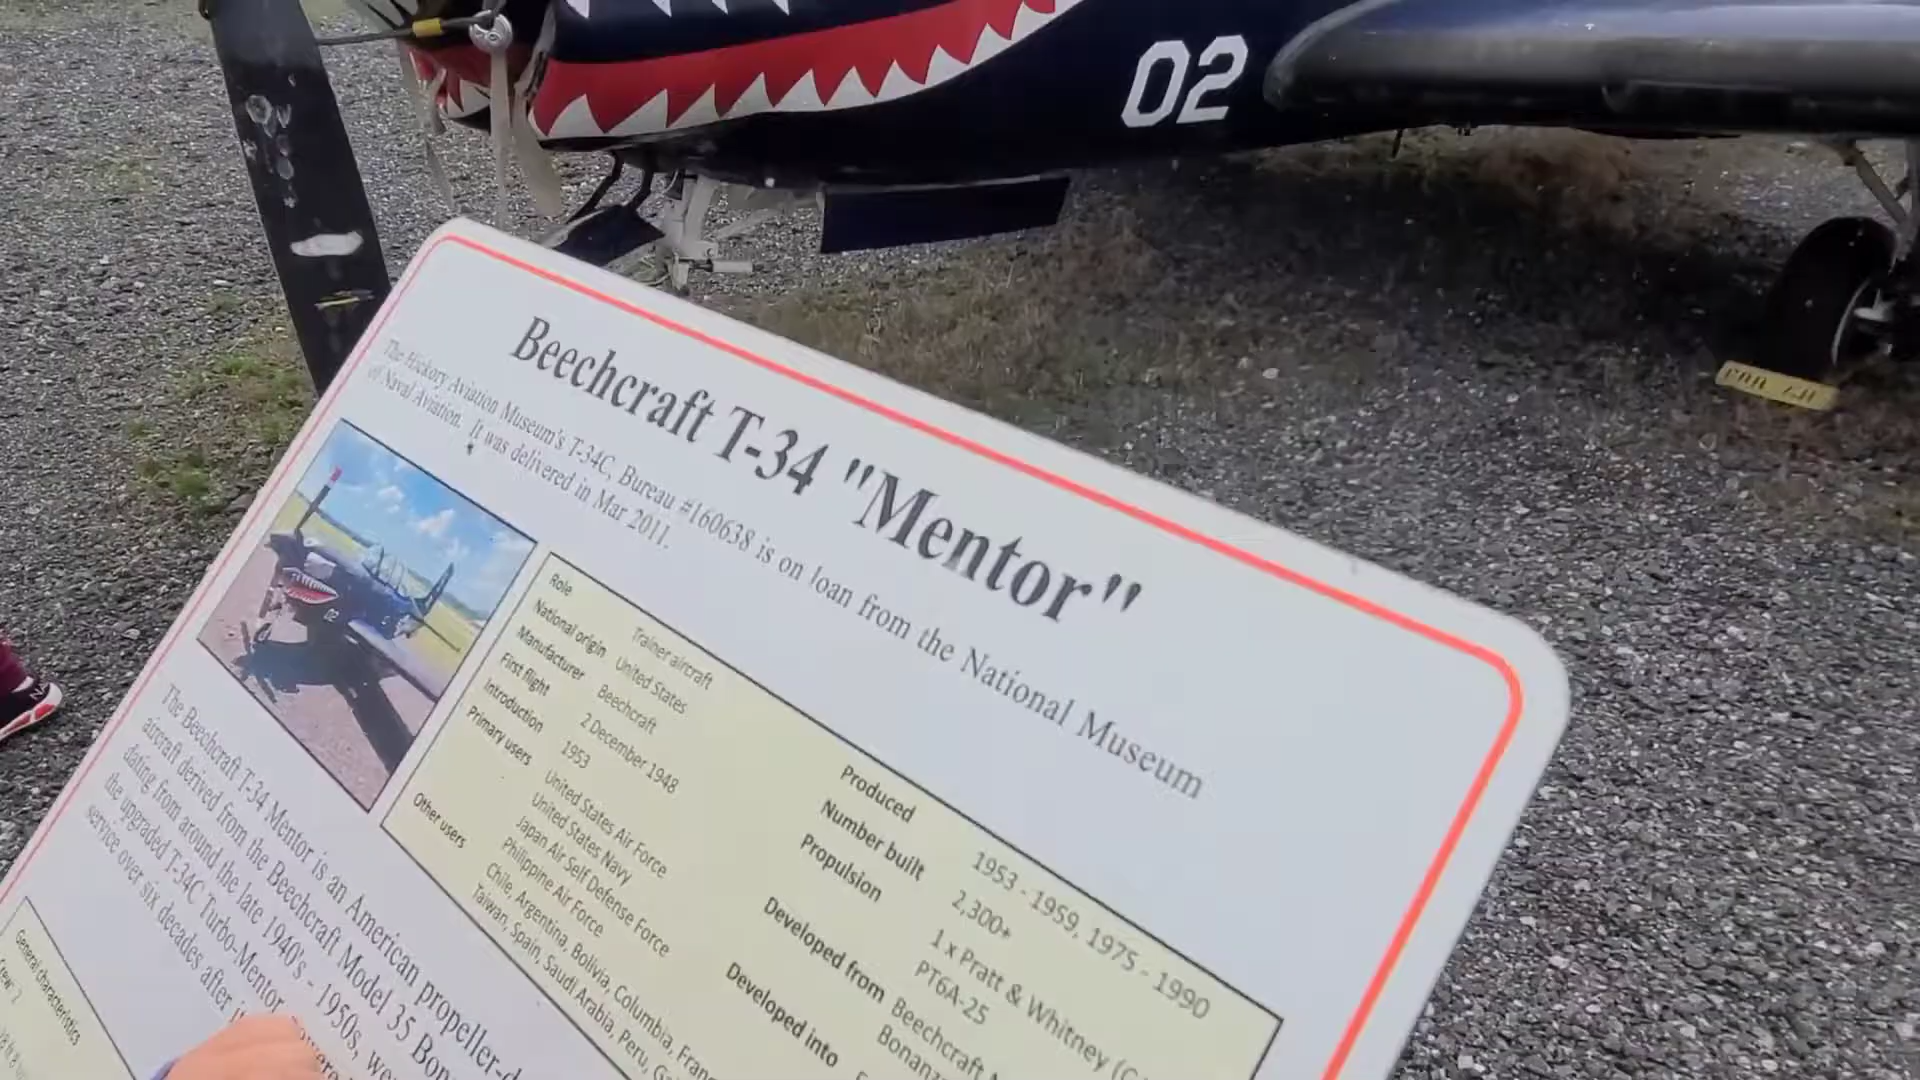 02
Beechcraft T-34 "Mentor"
The Hickory Aviation Museum's T-34C, Bureau #160638 is on loan from the National Museum
of Naval Aviation. It was delivered in Mar 2011.
02
Role Trainer aircraft
National origin United States
Manufacturer Beechcraft
First flight 2 December 1948
Introduction 1953
Primary users United States Air Force
United States Navy
Japan Air Self Defense Force
Philippine Air Force
Other users Chile, Argentina, Bolivia, Columbia,
Taiwan, Spain, Saudi Arabia, Peru,
Produced 1953 - 1959, 1975 - 1990
Number built 2,300+
Propulsion 1 x Pratt & Whitney
PT6A-25
Developed from Beechcraft
Developed into
The Beechcraft T-34 Mentor is an American
aircraft derived from the Beechcraft Model 35
dating from around the late 1940's - 1950s,
the upgraded T-34C Turbo-Mentor
service over six decades after
General characteristics